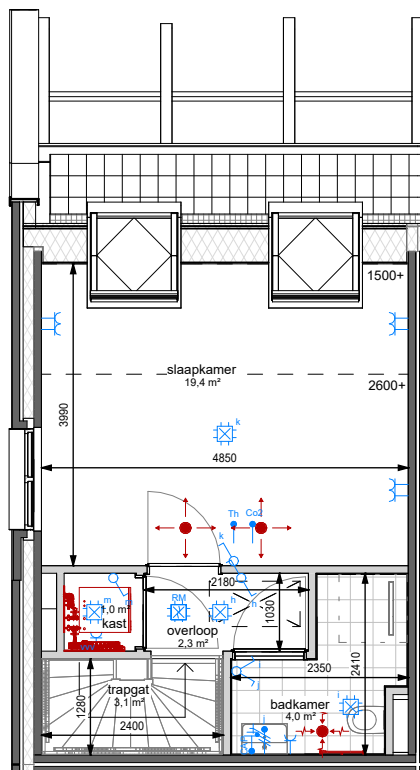 1500+
slaapkamer
19,4 m²
2600+
k
3990
4850
Th
Co2
k
2180
m
m
RM
h
h
1,0 m²
kast
overloop
2,3 m²
1030
2350
2410
1280
trapgat
3,1 m²
2400
badkamer
4,0 m²
i